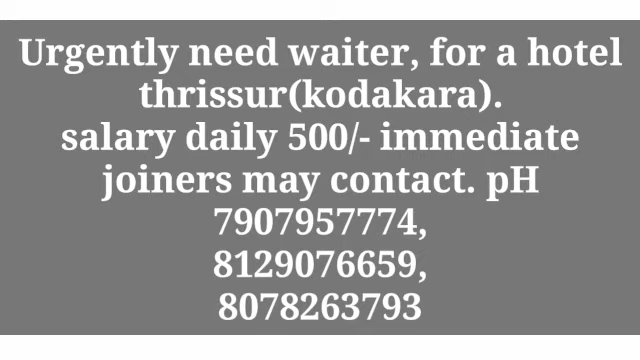 Urgently need waiter, for a hotel
thrissur(kodakara).
salary daily 500/- immediate
joiners may contact. pH
7907957774,
8129076659,
8078263793